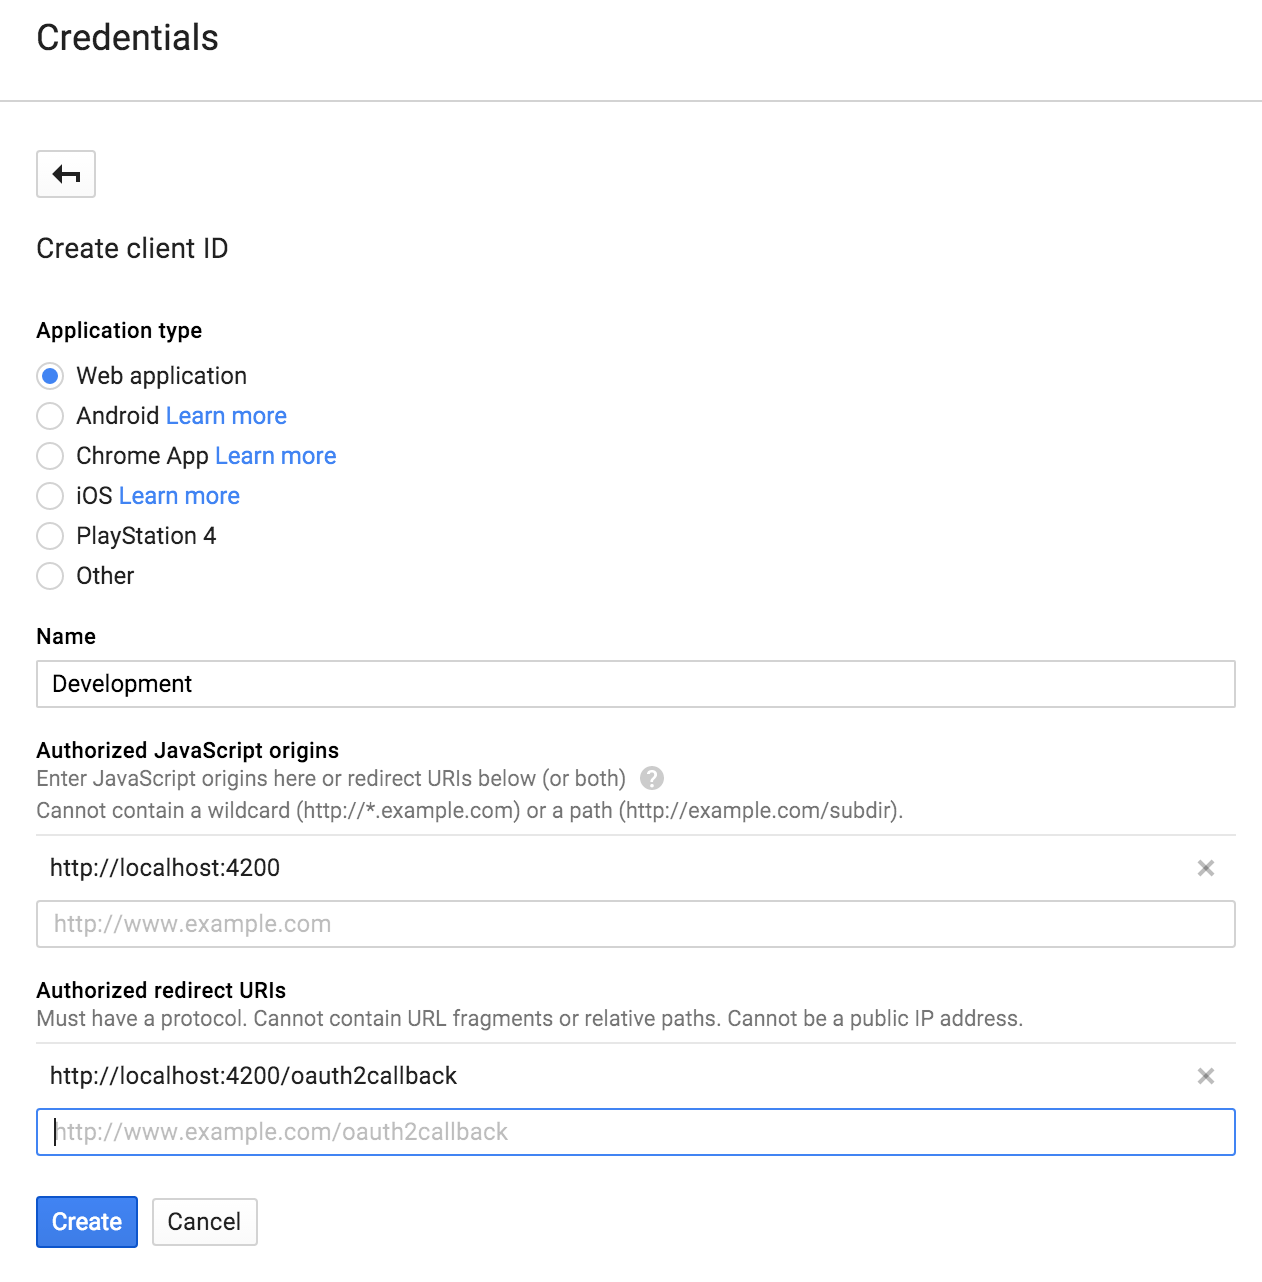 Credentials
Create client ID
Application type
Web application
Android Learn more
Chrome App Learn more
iOS Learn more
PlayStation 4
Other
Name
Development
Authorized JavaScript origins
Enter JavaScript origins here or redirect URIs below (or both) ?
Cannot contain a wildcard (http://*.example.com) or a path (http://example.com/subdir).
http://localhost:4200
http://www.example.com
Authorized redirect URIs
Must have a protocol. Cannot contain URL fragments or relative paths. Cannot be a public IP address.
http://localhost:4200/oauth2callback
http://www.example.com/oauth2callback
Create Cancel